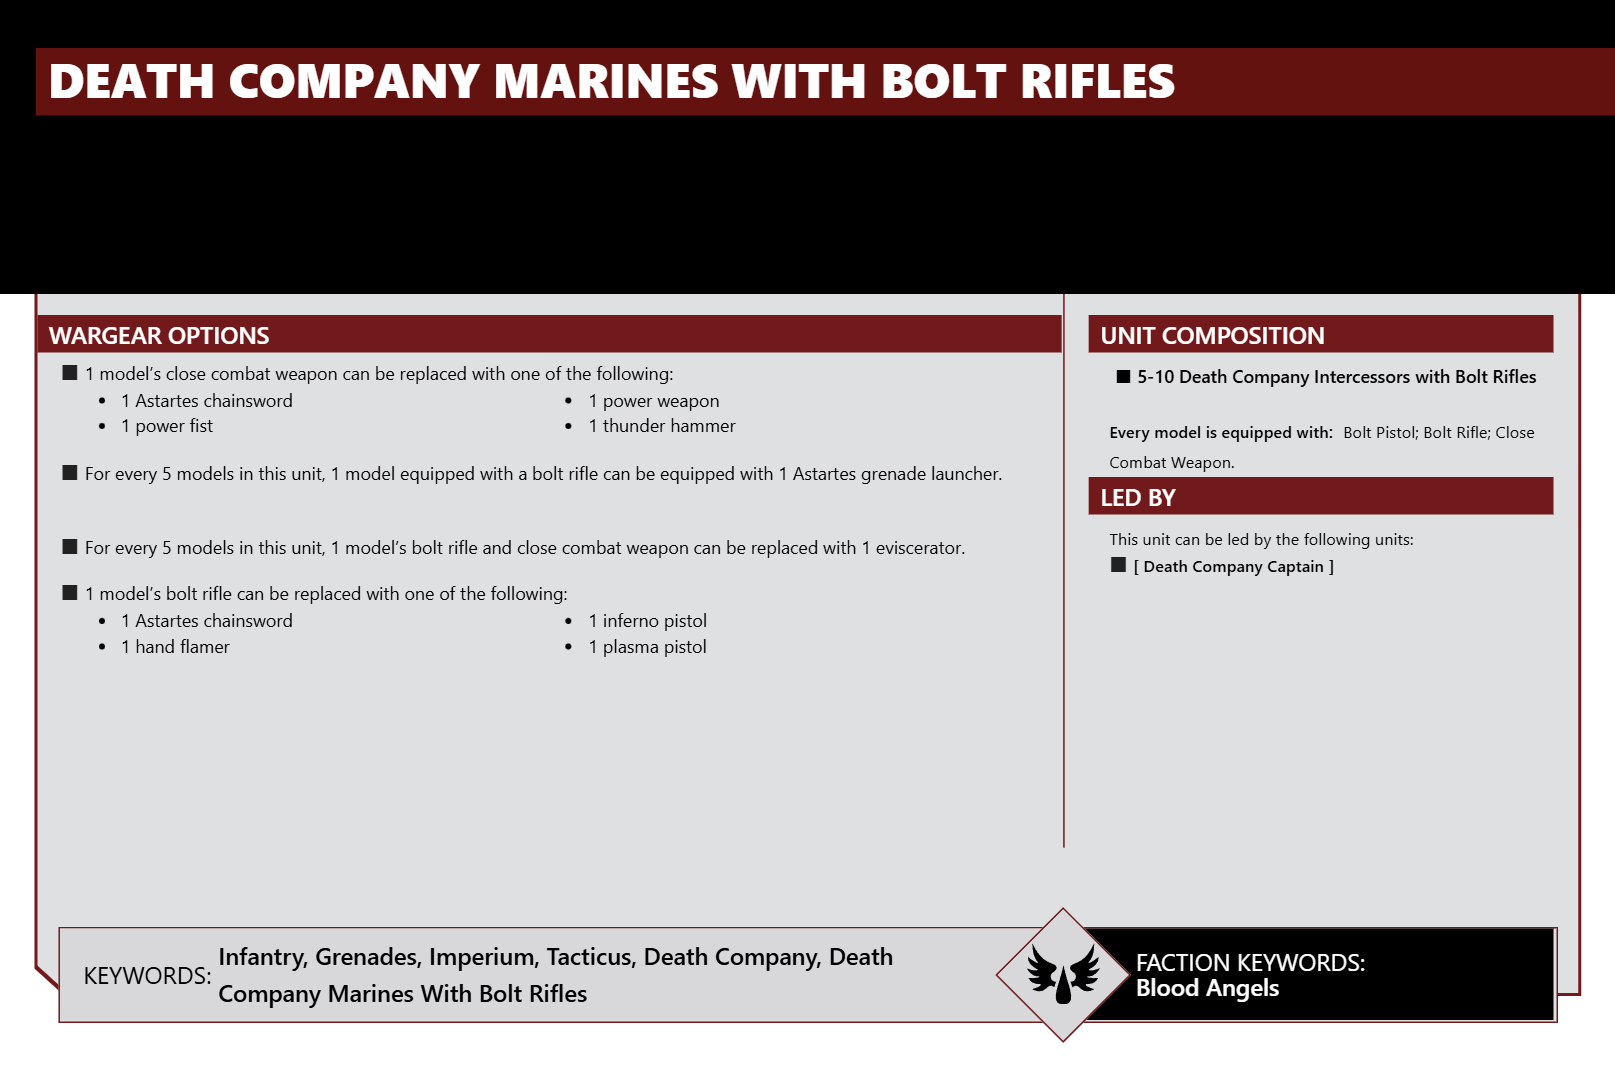 DEATH COMPANY MARINES WITH BOLT RIFLES
WARGEAR OPTIONS
■ 1 model’s close combat weapon can be replaced with one of the following:
• 1 Astartes chainsword
• 1 power fist
• 1 power weapon
• 1 thunder hammer
■ For every 5 models in this unit, 1 model equipped with a bolt rifle can be equipped with 1 Astartes grenade launcher.
■ For every 5 models in this unit, 1 model’s bolt rifle and close combat weapon can be replaced with 1 eviscerator.
■ 1 model’s bolt rifle can be replaced with one of the following:
• 1 Astartes chainsword
• 1 hand flamer
• 1 inferno pistol
• 1 plasma pistol
UNIT COMPOSITION
■ 5-10 Death Company Intercessors with Bolt Rifles
Every model is equipped with: Bolt Pistol; Bolt Rifle; Close
Combat Weapon.
LED BY
This unit can be led by the following units:
■ [ Death Company Captain ]
KEYWORDS: Infantry, Grenades, Imperium, Tacticus, Death Company, Death
Company Marines With Bolt Rifles
FACTION KEYWORDS:
Blood Angels